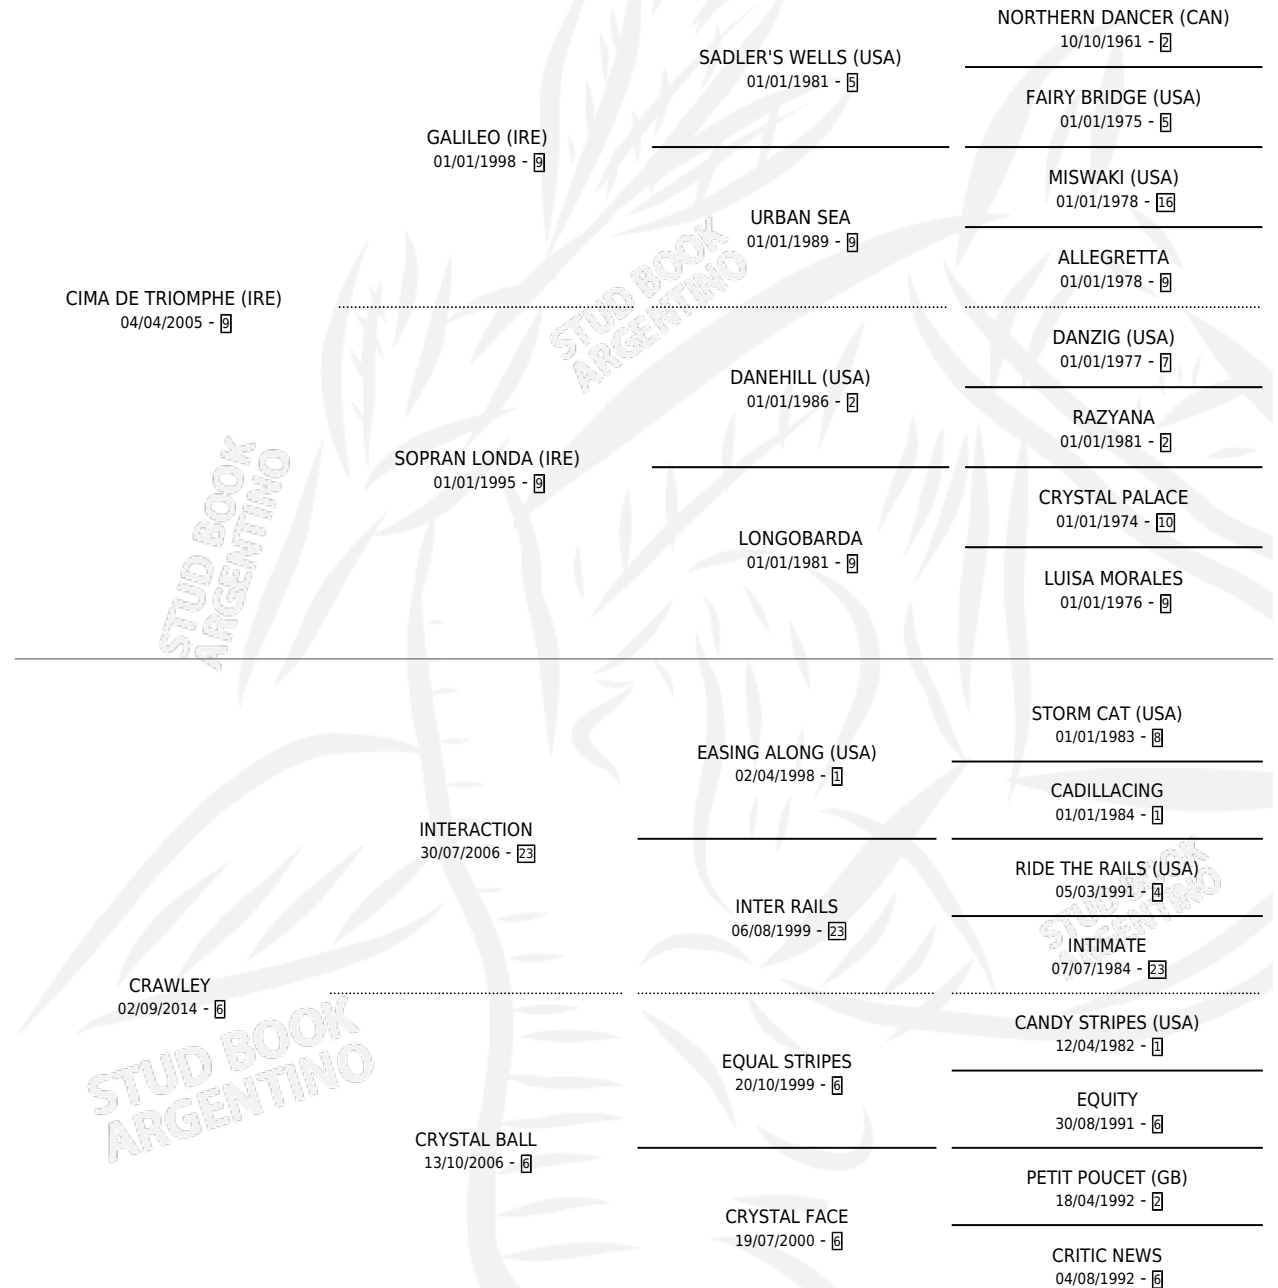 NORTHERN DANCER (CAN)
10/10/1961 - 2
SADLER'S WELLS (USA)
01/01/1981 - 5
FAIRY BRIDGE (USA)
01/01/1975 - 5
GALILEO (IRE)
01/01/1998 - 9
MISWAKI (USA)
01/01/1978 - 16
URBAN SEA
01/01/1989 - 9
ALLEGRETTA
01/01/1978 - 9
CIMA DE TRIOMPHE (IRE)
04/04/2005 - 9
DANZIG (USA)
01/01/1977 - 7
DANEHILL (USA)
01/01/1986 - 2
RAZYANA
01/01/1981 - 2
SOPRAN LONDA (IRE)
01/01/1995 - 9
CRYSTAL PALACE
01/01/1974 - 10
LONGOBARDA
01/01/1981 - 9
LUISA MORALES
01/01/1976 - 9
STORM CAT (USA)
01/01/1983 - 8
EASING ALONG (USA)
02/04/1998 - 1
CADILLACING
01/01/1984 - 1
INTERACTION
30/07/2006 - 23
RIDE THE RAILS (USA)
05/03/1991 - 4
INTER RAILS
06/08/1999 - 23
INTIMATE
07/07/1984 - 23
CRAWLEY
02/09/2014 - 6
CANDY STRIPES (USA)
12/04/1982 - 1
EQUAL STRIPES
20/10/1999 - 6
EQUITY
30/08/1991 - 6
CRYSTAL BALL
13/10/2006 - 6
PETIT POUCET (GB)
18/04/1992 - 2
CRYSTAL FACE
19/07/2000 - 6
CRITIC NEWS
04/08/1992 - 6
STUD BOOK
ARGENTINO
STUD BOOK
ARGENTINO
STUD BOOK
ARGENTINO
STUD BOOK
ARGENTINO